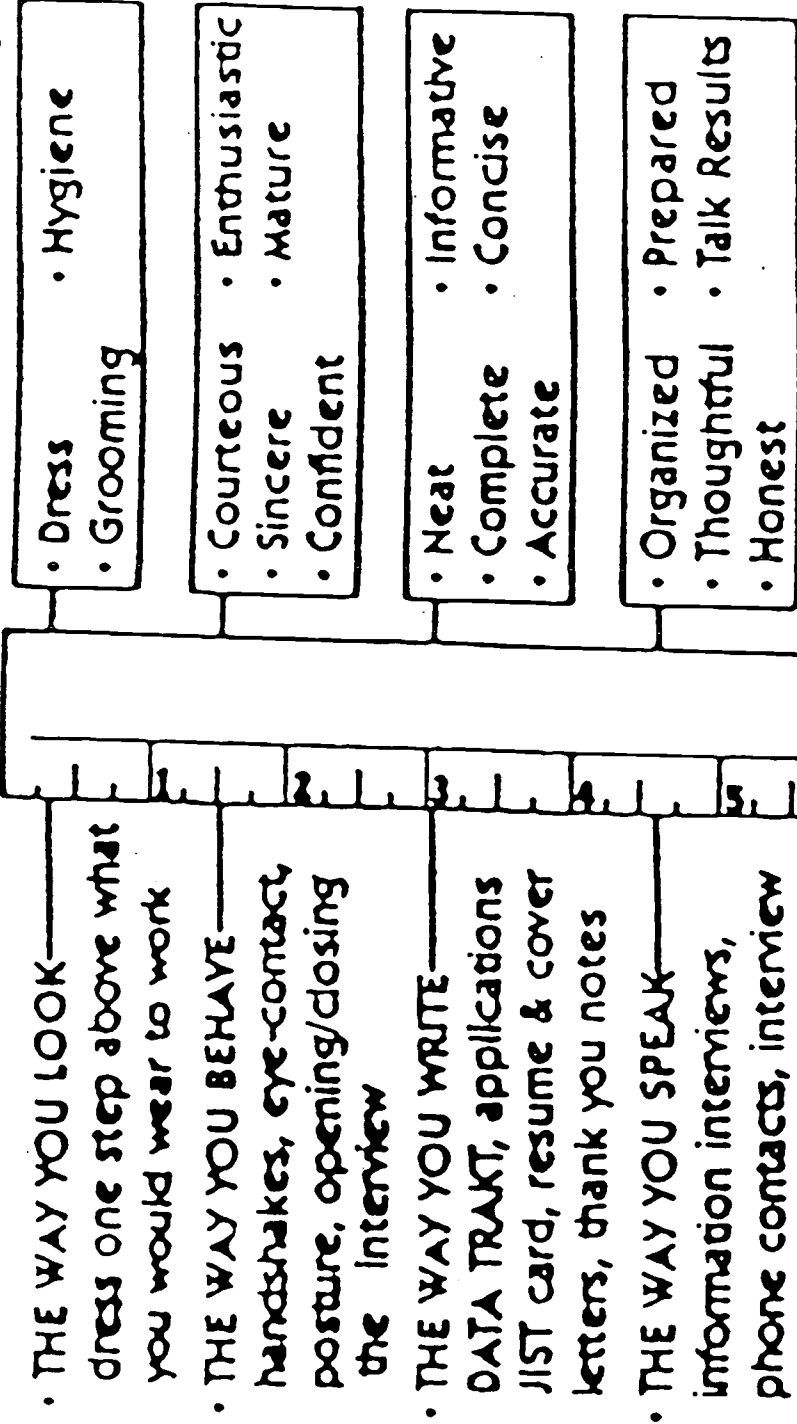 · THE WAY YOU LOOK
dress one step above what
you would wear to work
· Dress · Hygiene
· Grooming
· THE WAY YOU BEHAVE
handshakes, eye-contact,
posture, opening/closing
the interview
· Courteous · Enthusiastic
· Sincere · Mature
· Confident
· THE WAY YOU WRITE
DATA TRAKT, applications
JIST card, resume & cover
letters, thank you notes
· Neat · Informative
· Complete · Concise
· Accurate
· THE WAY YOU SPEAK
information interviews,
phone contacts, interview
· Organized · Prepared
· Thoughtful · Talk Results
· Honest
1
2
3
4
5